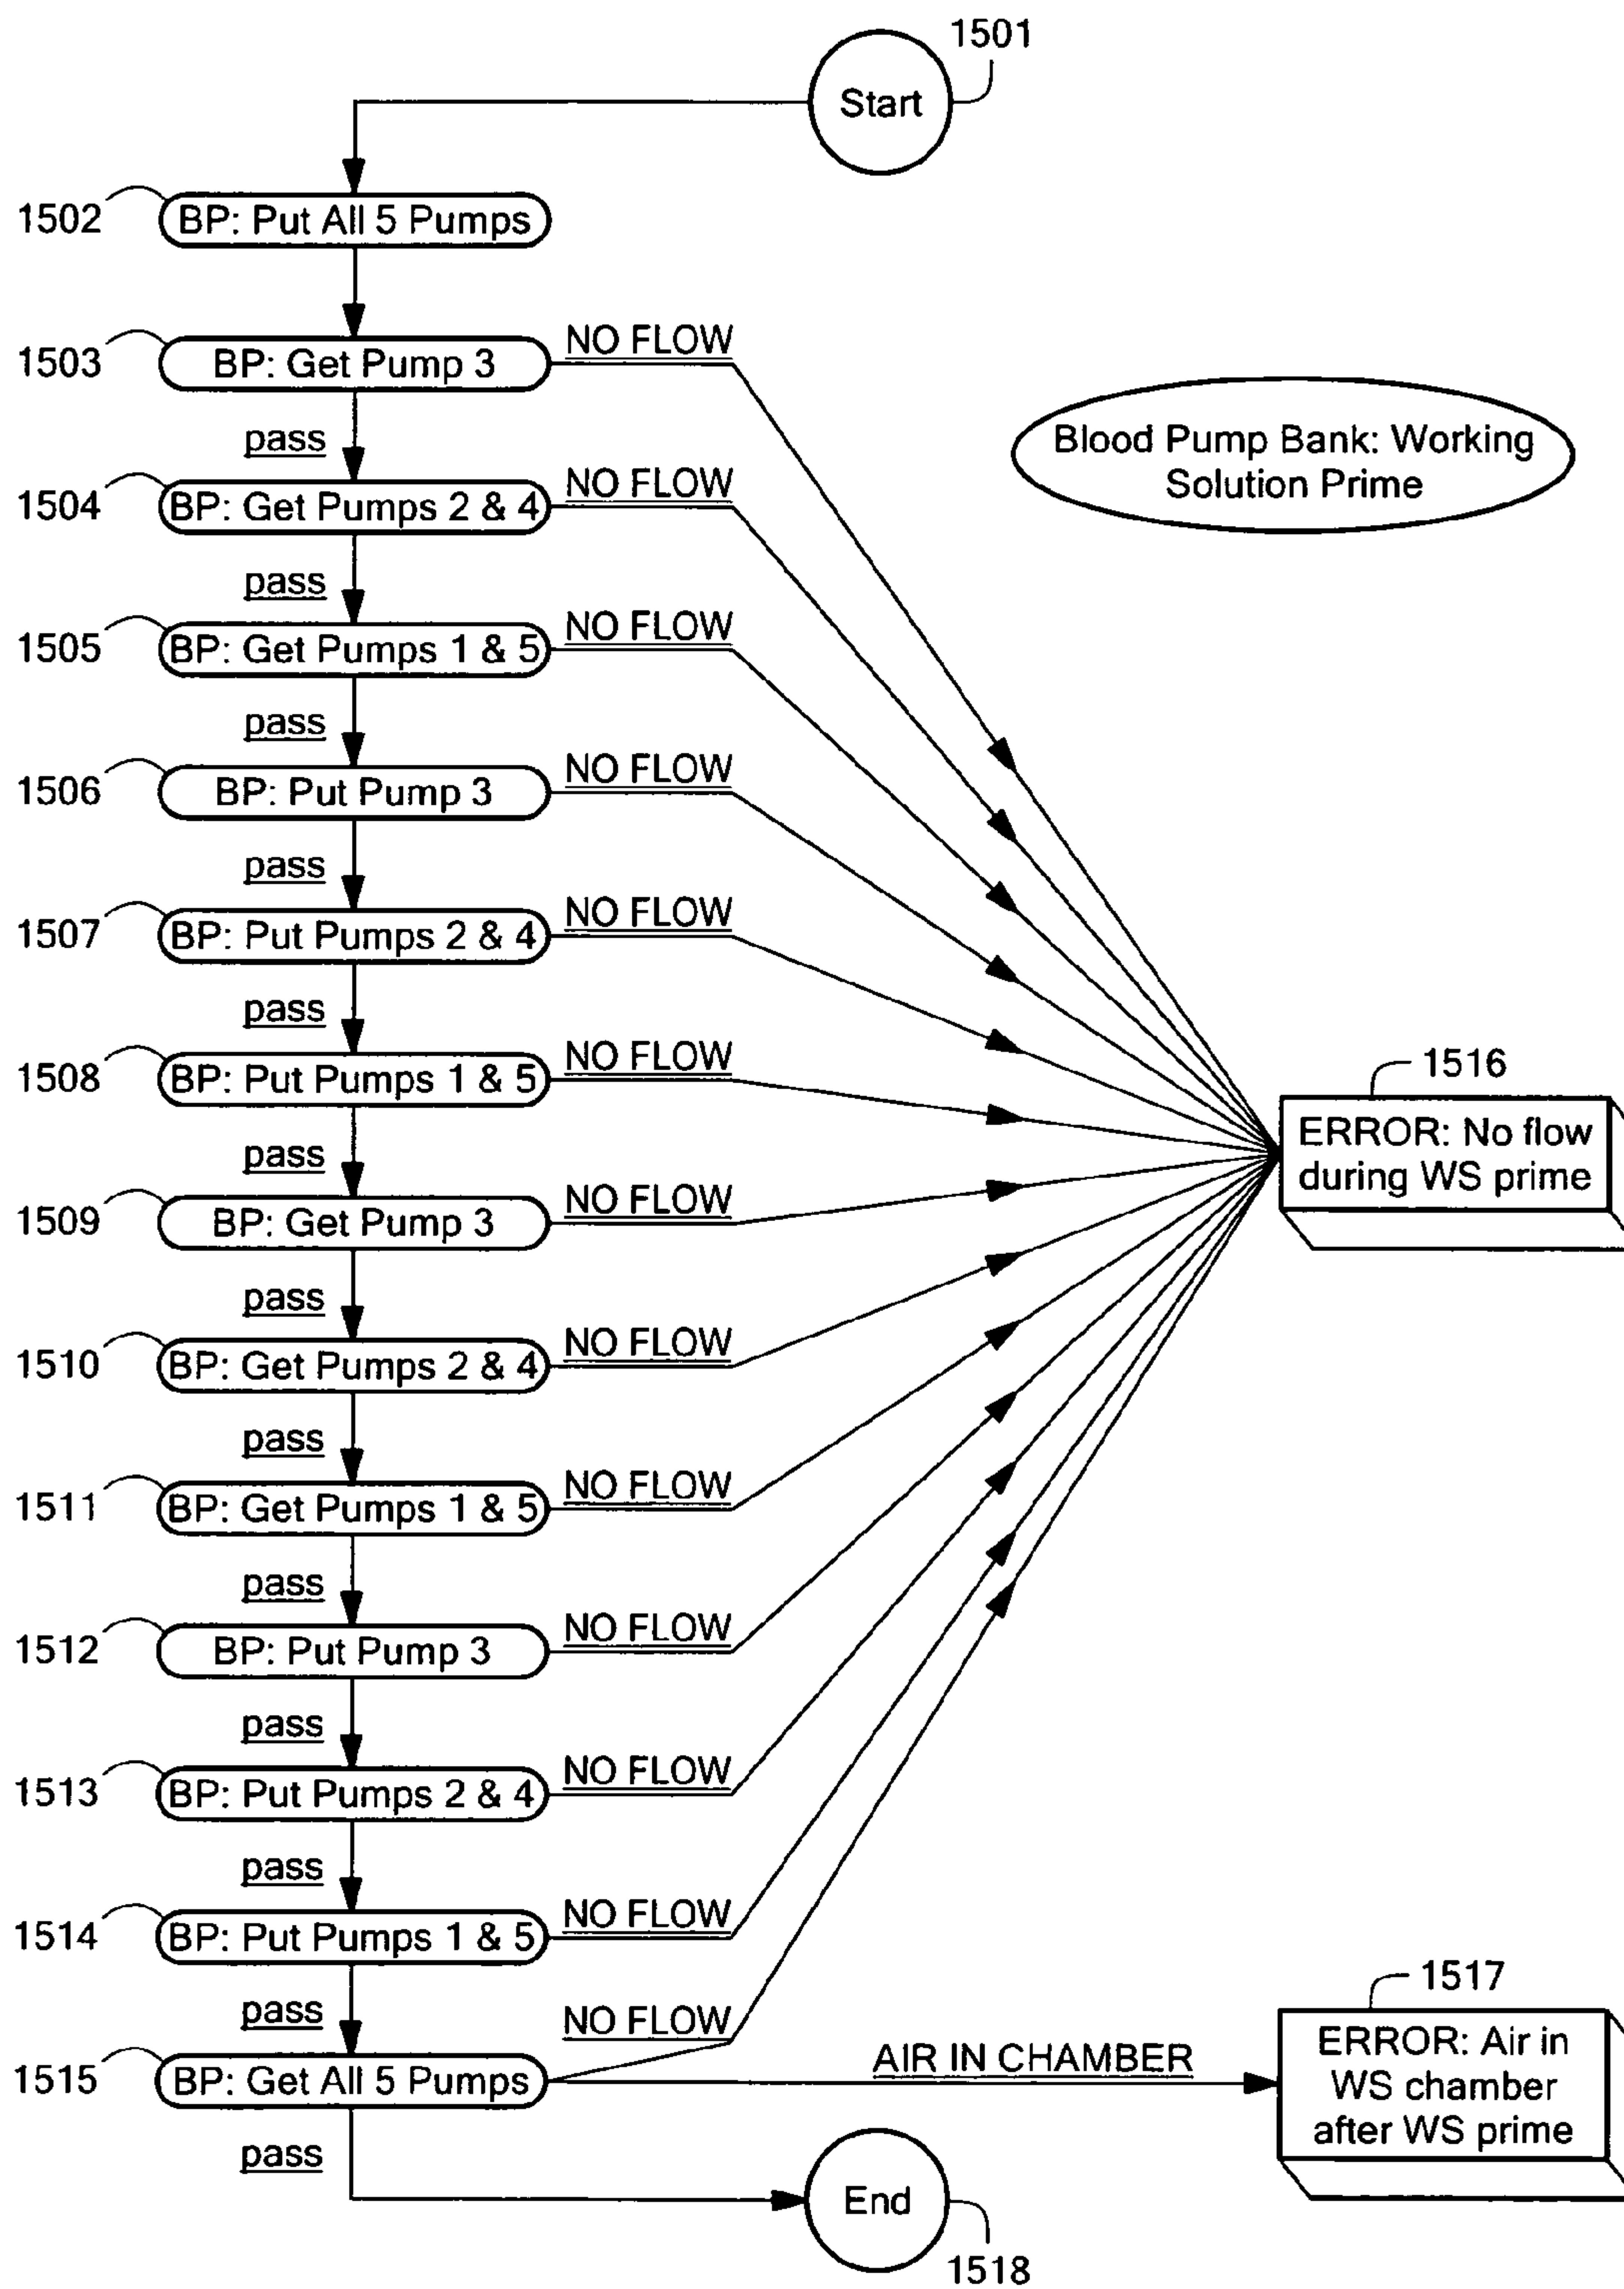 1501
Start
1502
BP: Put All 5 Pumps
1503
BP: Get Pump 3
NO FLOW
Blood Pump Bank: Working
Solution Prime
pass
1504
BP: Get Pumps 2 & 4
NO FLOW
pass
1505
BP: Get Pumps 1 & 5
NO FLOW
pass
1506
BP: Put Pump 3
NO FLOW
pass
1507
BP: Put Pumps 2 & 4
NO FLOW
pass
1508
BP: Put Pumps 1 & 5
NO FLOW
1516
ERROR: No flow
during WS prime
pass
1509
BP: Get Pump 3
NO FLOW
pass
1510
BP: Get Pumps 2 & 4
NO FLOW
pass
1511
BP: Get Pumps 1 & 5
NO FLOW
pass
1512
BP: Put Pump 3
NO FLOW
pass
1513
BP: Put Pumps 2 & 4
NO FLOW
pass
1514
BP: Put Pumps 1 & 5
NO FLOW
pass
1515
BP: Get All 5 Pumps
NO FLOW
AIR IN CHAMBER
1517
ERROR: Air in
WS chamber
after WS prime
pass
End
1518